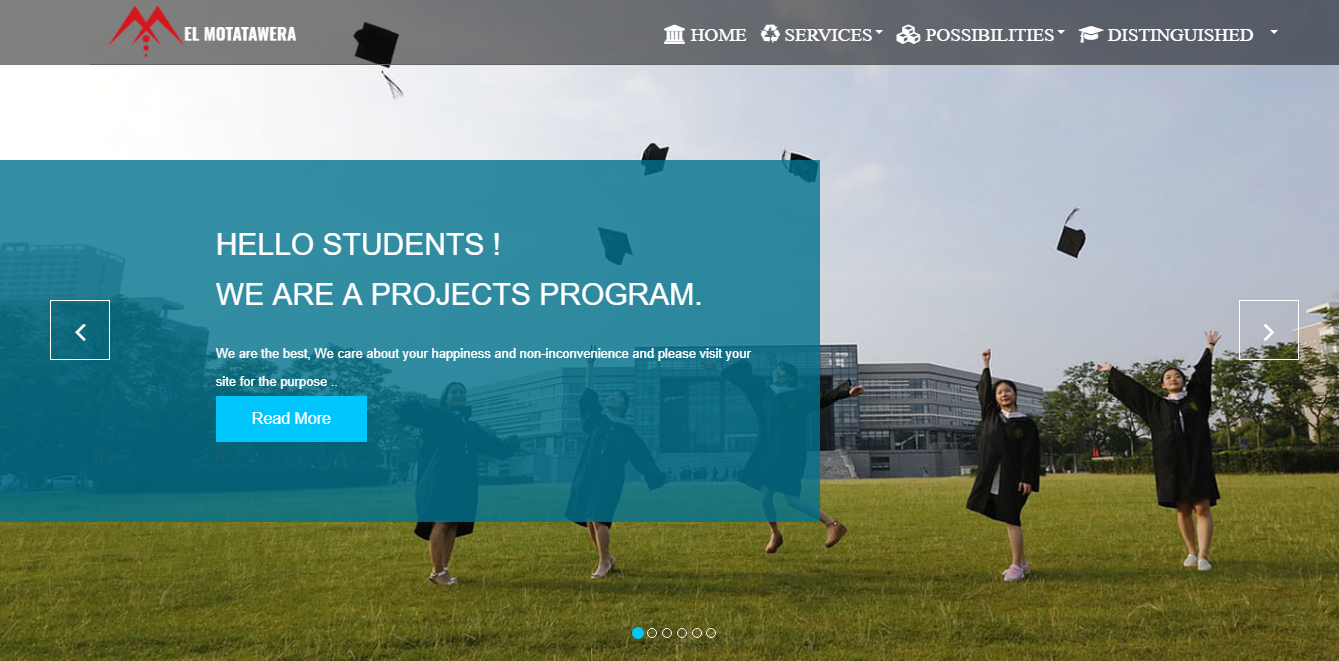 EL MOTATAWERA
HOME SERVICES POSSIBILITIES DISTINGUISHED
HELLO STUDENTS !
WE ARE A PROJECTS PROGRAM.
We are the best, We care about your happiness and non-inconvenience and please visit your
site for the purpose ..
Read More